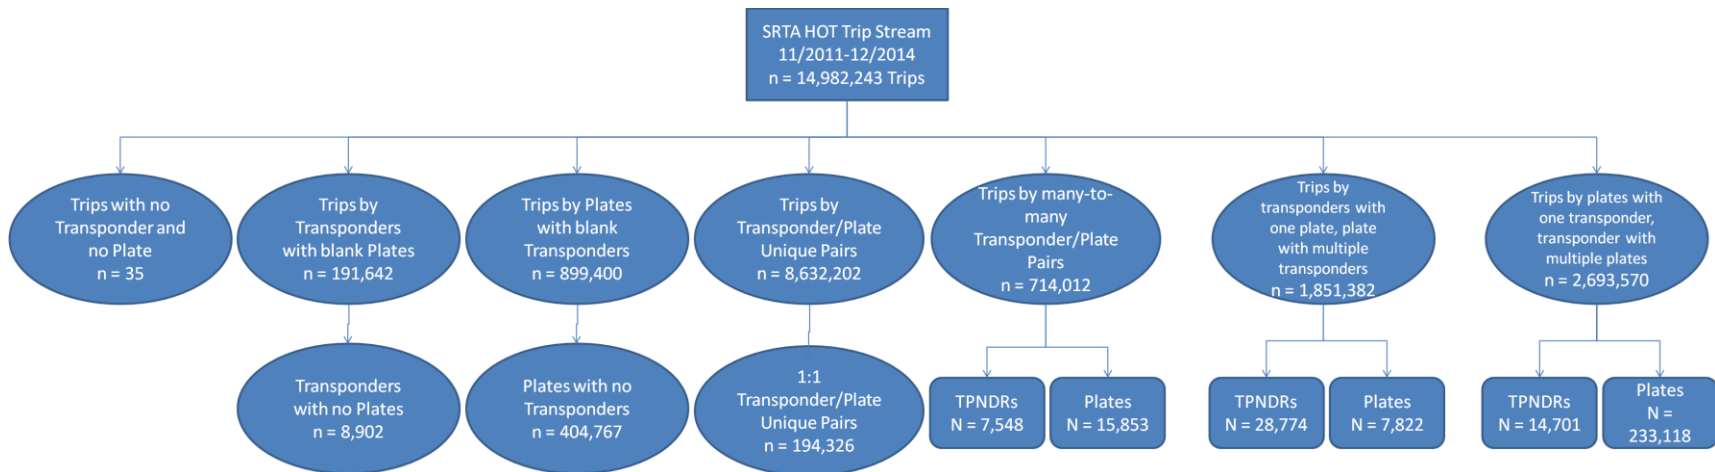 SRTA HOT Trip Stream
11/2011-12/2014
n = 14,982,243 Trips
Trips with no
Transponder and
no Plate
n = 35
Trips by
Transponders
with blank Plates
n = 191,642
Trips by Plates
with blank
Transponders
n = 899,400
Trips by
Transponder/Plate
Unique Pairs
n = 8,632,202
Trips by many-to-
many
Transponder/Plate
Pairs
n = 714,012
Trips by
transponders with
one plate, plate
with multiple
transponders
n = 1,851,382
Trips by plates with
one transponder,
transponder with
multiple plates
n = 2,693,570
Transponders
with no Plates
n = 8,902
Plates with no
Transponders
n = 404,767
1:1
Transponder/Plate
Unique Pairs
n = 194,326
TPNDRs
N = 7,548
Plates
N = 15,853
TPNDRs
N = 28,774
Plates
N = 7,822
TPNDRs
N = 14,701
Plates
N =
233,118